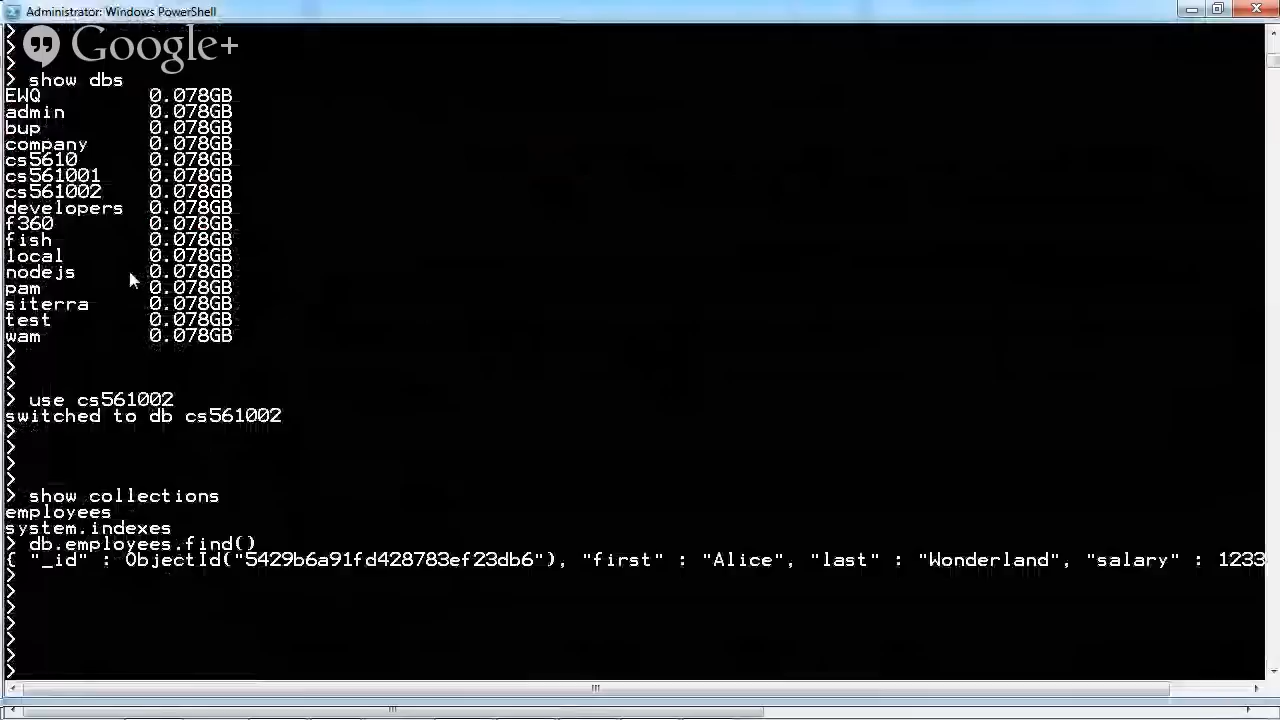 Administrator: Windows PowerShell
>
Google+
>
>
> show dbs
EWQ 0.078GB
admin 0.078GB
bup 0.078GB
company 0.078GB
cs5610 0.078GB
cs561001 0.078GB
cs561002 0.078GB
developers 0.078GB
f360 0.078GB
fish 0.078GB
local 0.078GB
nodejs 0.078GB
pam 0.078GB
siterra 0.078GB
test 0.078GB
wam 0.078GB
>
>
>
> use cs561002
switched to db cs561002
>
>
>
>
> show collections
employees
system.indexes
> db.employees.find()
{ "_id" : ObjectId("5429b6a91fd428783ef23db6"), "first" : "Alice", "last" : "Wonderland", "salary" : 1233
>
>
>
>
>
>
>